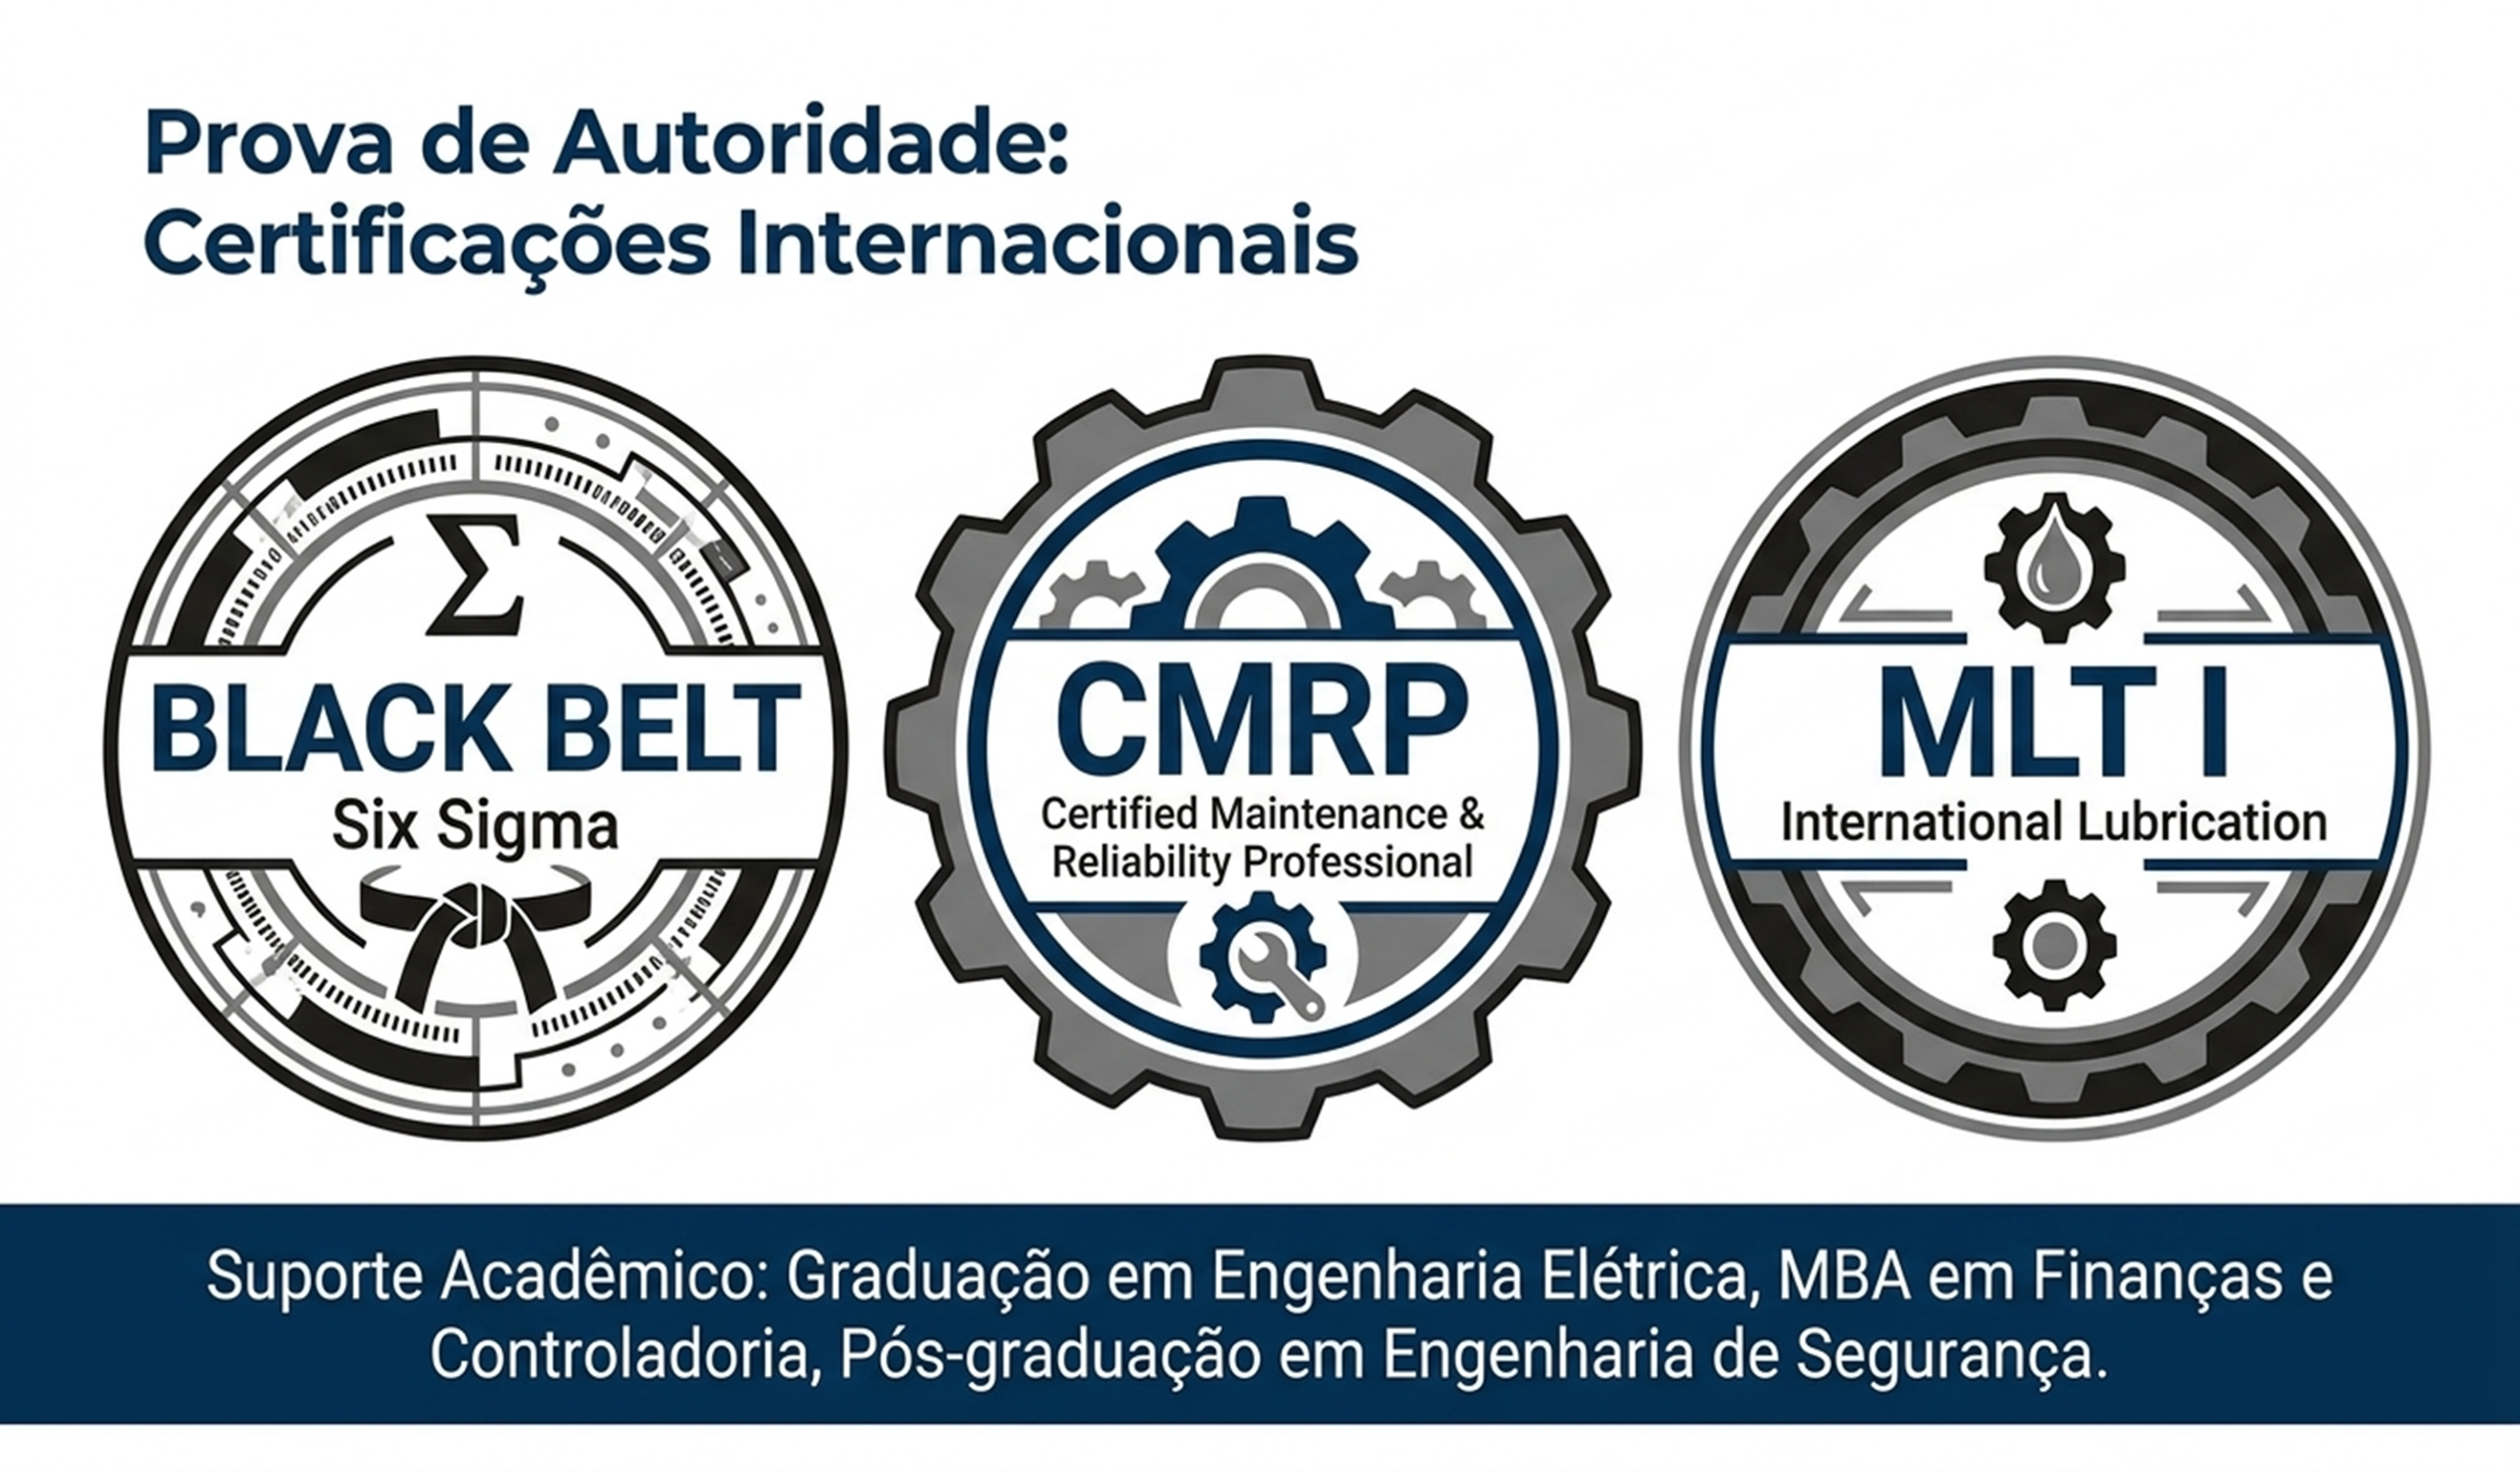 Prova de Autoridade:
Certificações Internacionais
Σ
BLACK BELT
Six Sigma
CMRP
Certified Maintenance &
Reliability Professional
MLT I
International Lubrication
Suporte Acadêmico: Graduação em Engenharia Elétrica, MBA em Finanças e
Controladoria, Pós-graduação em Engenharia de Segurança.